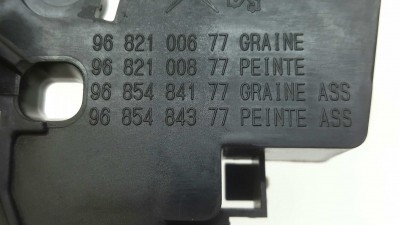 96 821 006 77 GRAINE
96 821 008 77 PEINTE
96 854 841 77 GRAINE ASS
96 854 843 77 PEINTE ASS